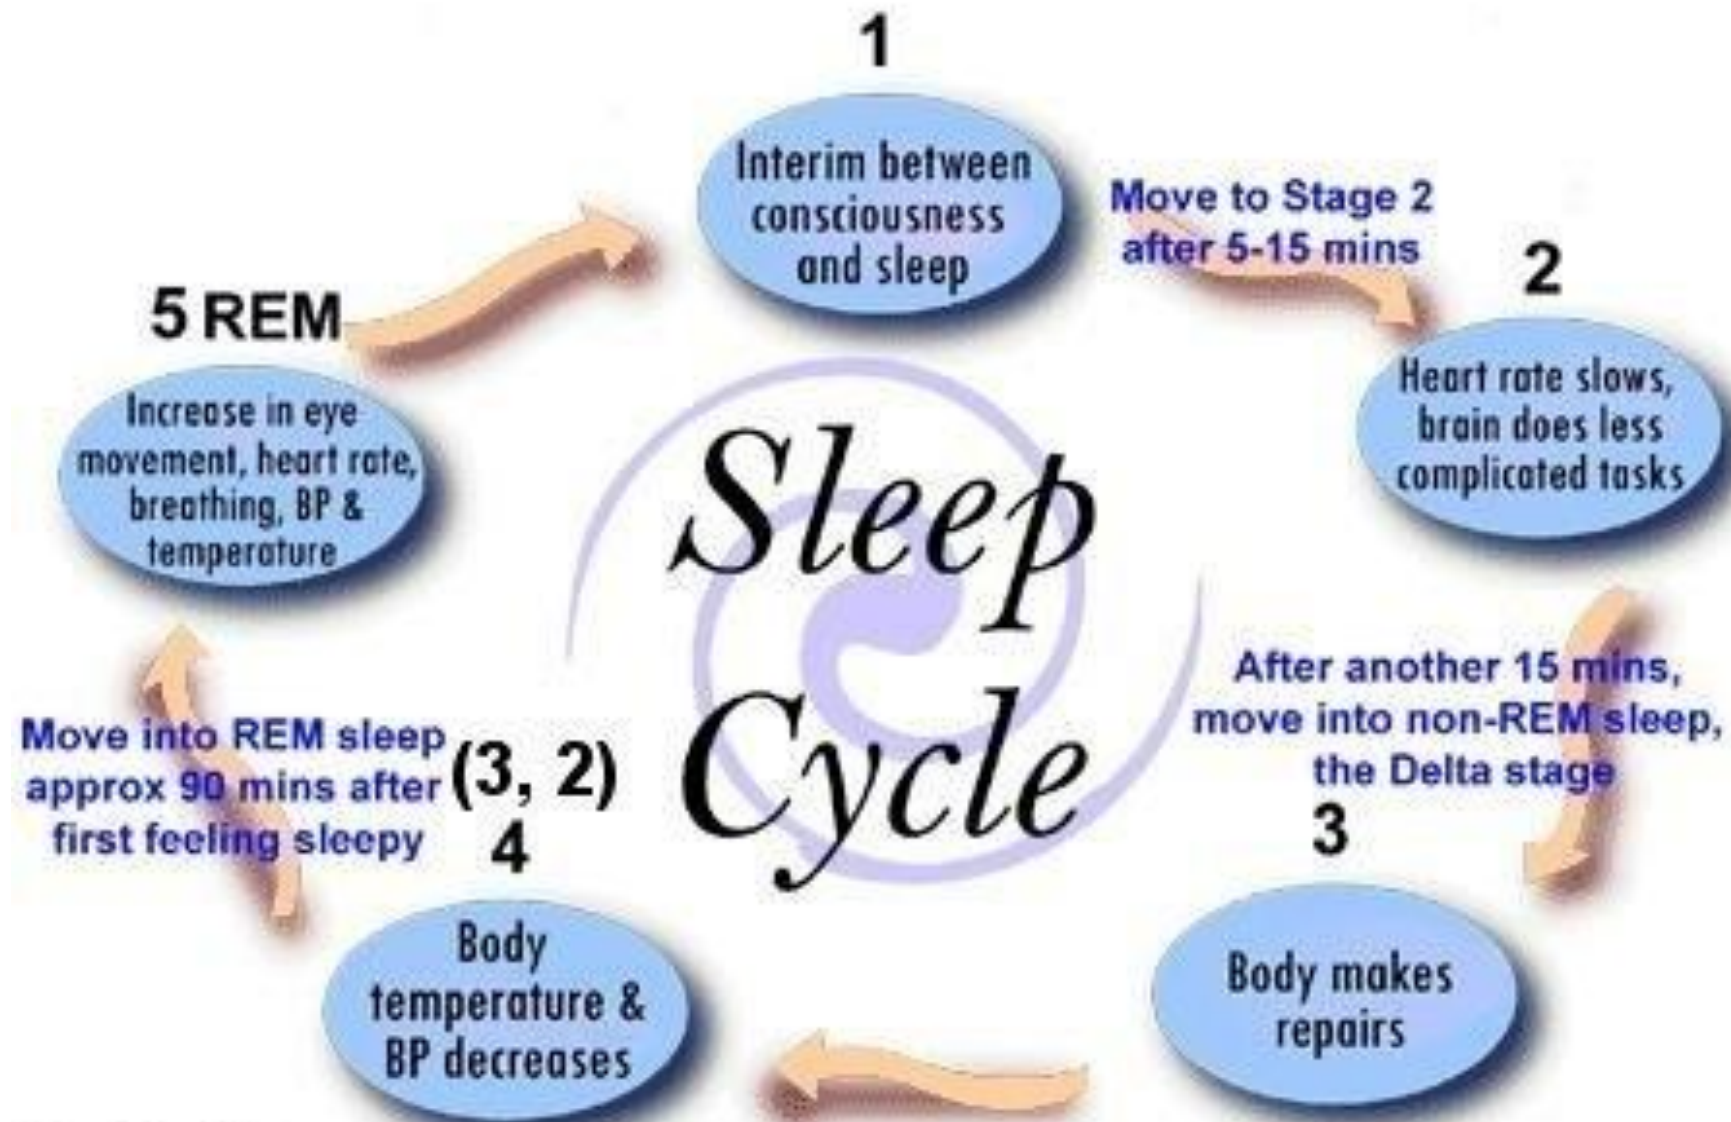 1
Interim between
consciousness
and sleep
Move to Stage 2
after 5-15 mins
2
Heart rate slows,
brain does less
complicated tasks
After another 15 mins,
move into non-REM sleep,
the Delta stage
3
Body makes
repairs
(3, 2)
4
Body
temperature &
BP decreases
Move into REM sleep
approx 90 mins after
first feeling sleepy
5 REM
Increase in eye
movement, heart rate,
breathing, BP &
temperature
Sleep
Cycle